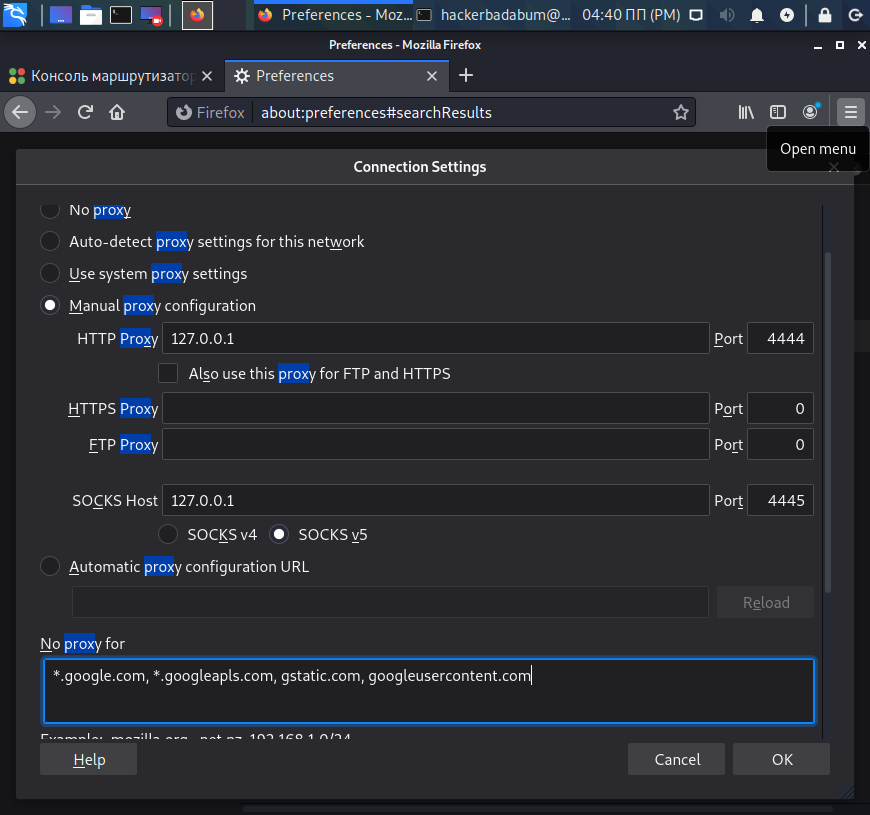 Preferences - Moz...
hackerbadabum@...
04:40 ПП (PM)
Preferences - Mozilla Firefox
Консоль маршрутизатор
Preferences
Firefox
about:preferences#searchResults
Open menu
Connection Settings
No proxy
Auto-detect proxy settings for this network
Use system proxy settings
Manual proxy configuration
HTTP Proxy 127.0.0.1 Port 4444
Also use this proxy for FTP and HTTPS
HTTPS Proxy Port 0
FTP Proxy Port 0
SOCKS Host 127.0.0.1 Port 4445
SOCKS v4 SOCKS v5
Automatic proxy configuration URL
Reload
No proxy for
*.google.com, *.googleapls.com, gstatic.com, googleusercontent.com
Example: .mozilla.org, .net.nz, 192.168.1.0/24
Help Cancel OK